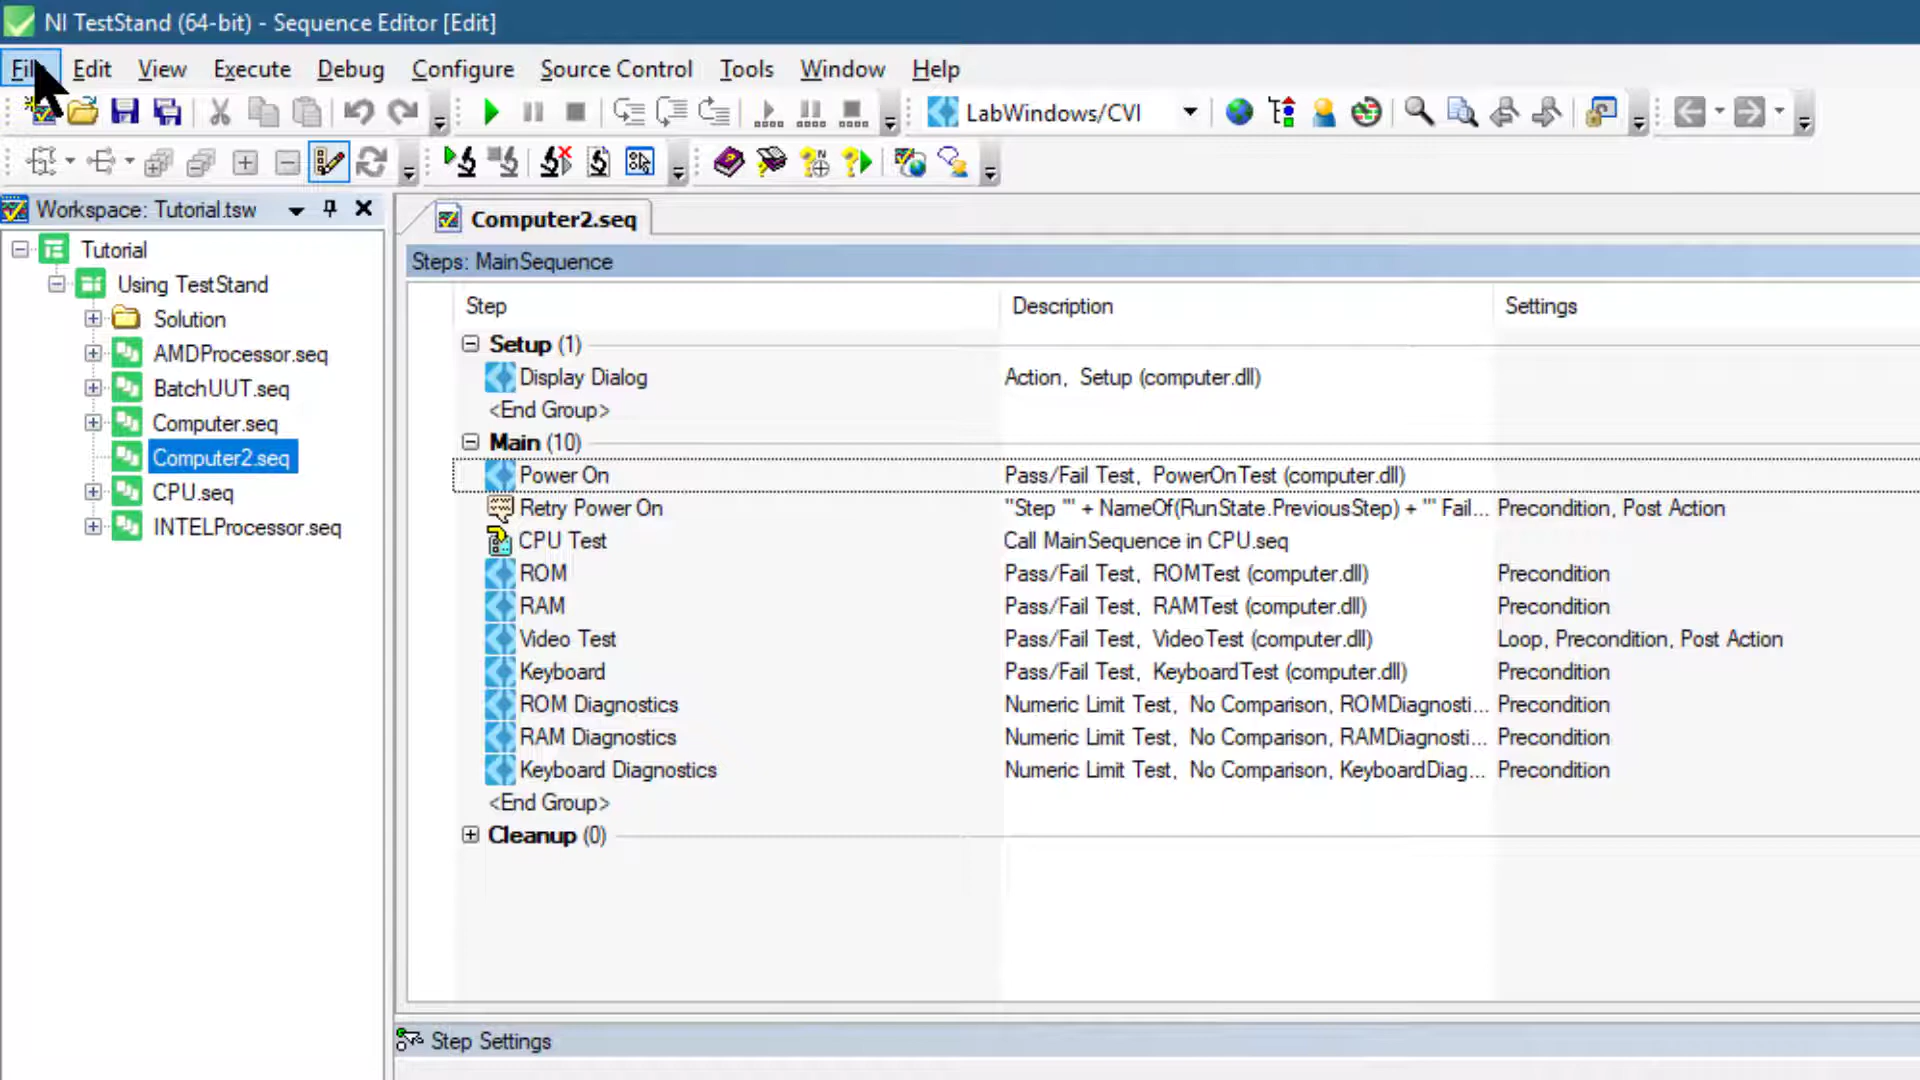 NI TestStand (64-bit) - Sequence Editor [Edit]
Edit View Execute Debug Configure Source Control Tools Window Help
LabWindows/CVI
Workspace: Tutorial.tsw
Computer2.seq
Tutorial
Using TestStand
Solution
AMDProcessor.seq
BatchUUT.seq
Computer.seq
Computer2.seq
CPU.seq
INTELProcessor.seq
Steps: MainSequence
Step Description Settings
Setup (1)
Display Dialog Action, Setup (computer.dll)
<End Group>
Main (10)
Power On Pass/Fail Test, PowerOnTest (computer.dll)
Retry Power On "Step '" + NameOf(RunState.PreviousStep) + "' Fail... Precondition, Post Action
CPU Test Call MainSequence in CPU.seq
ROM Pass/Fail Test, ROMTest (computer.dll) Precondition
RAM Pass/Fail Test, RAMTest (computer.dll) Precondition
Video Test Pass/Fail Test, VideoTest (computer.dll) Loop, Precondition, Post Action
Keyboard Pass/Fail Test, KeyboardTest (computer.dll) Precondition
ROM Diagnostics Numeric Limit Test, No Comparison, ROMDiagnosti... Precondition
RAM Diagnostics Numeric Limit Test, No Comparison, RAMDiagnosti... Precondition
Keyboard Diagnostics Numeric Limit Test, No Comparison, KeyboardDiag... Precondition
<End Group>
Cleanup (0)
Step Settings